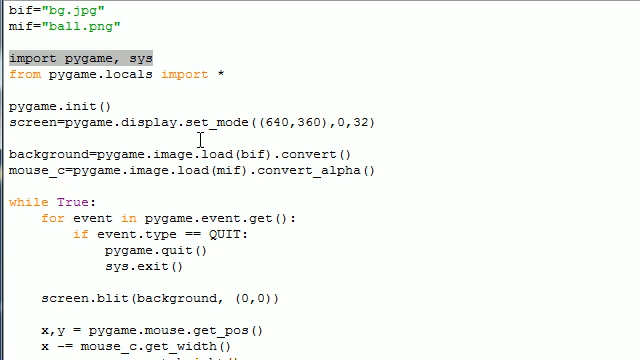 bif="bg.jpg"
mif="ball.png"
import pygame, sys
from pygame.locals import *
pygame.init()
screen=pygame.display.set_mode((640,360),0,32)
background=pygame.image.load(bif).convert()
mouse_c=pygame.image.load(mif).convert_alpha()
while True:
    for event in pygame.event.get():
        if event.type == QUIT:
            pygame.quit()
            sys.exit()
    screen.blit(background, (0,0))
    x,y = pygame.mouse.get_pos()
    x -= mouse_c.get_width()